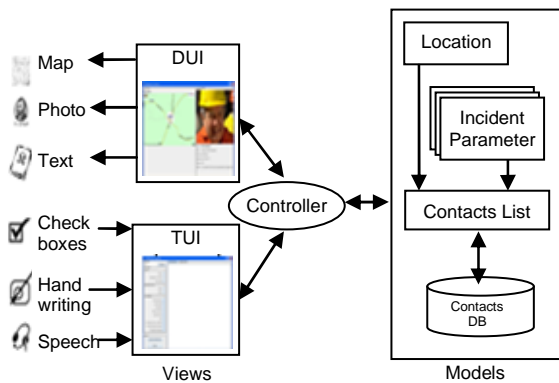 Map
Photo
Text
DUI
Check
boxes
Hand
writing
Speech
TUI
Views
Controller
Location
Incident
Parameter
Contacts List
Contacts
DB
Models